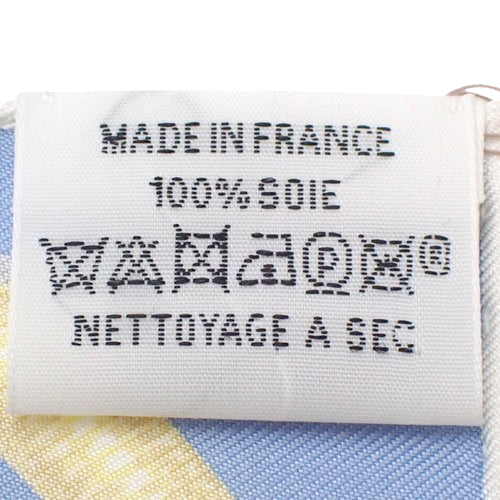 MADE IN FRANCE
100% SOIE
P ®
NETTOYAGE A SEC